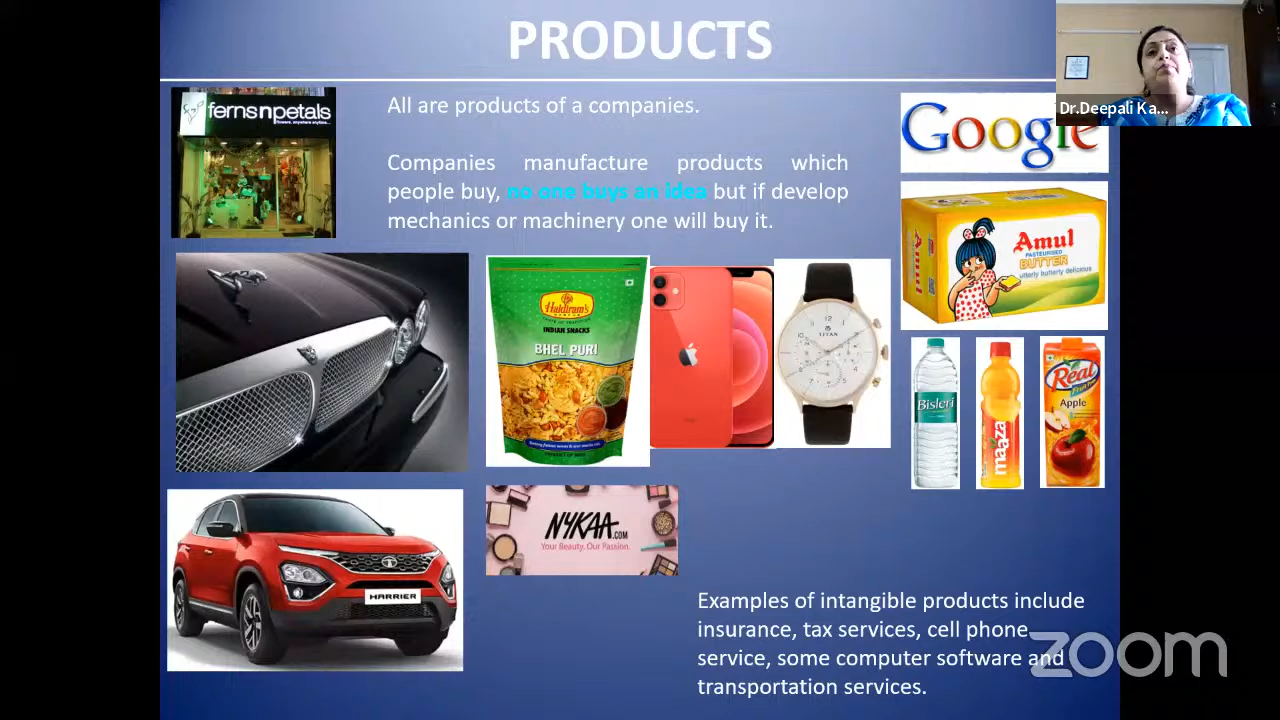 PRODUCTS
fernsnpetals
All are products of a companies.
Companies manufacture products which
people buy, no one buys an idea but if develop
mechanics or machinery one will buy it.
Google
Dr.Deepali Ka...
Amul
PASTEURISED
BUTTER
utterly butterly delicious
Amul
Haldiram's
INDIAN SNACKS
BHEL PURI
TITAN
Bisleri
maaza
Real
Apple
HARRIER
NYKAA.COM
Your Beauty. Our Passion.
Examples of intangible products include
insurance, tax services, cell phone
service, some computer software and
transportation services.
zoom